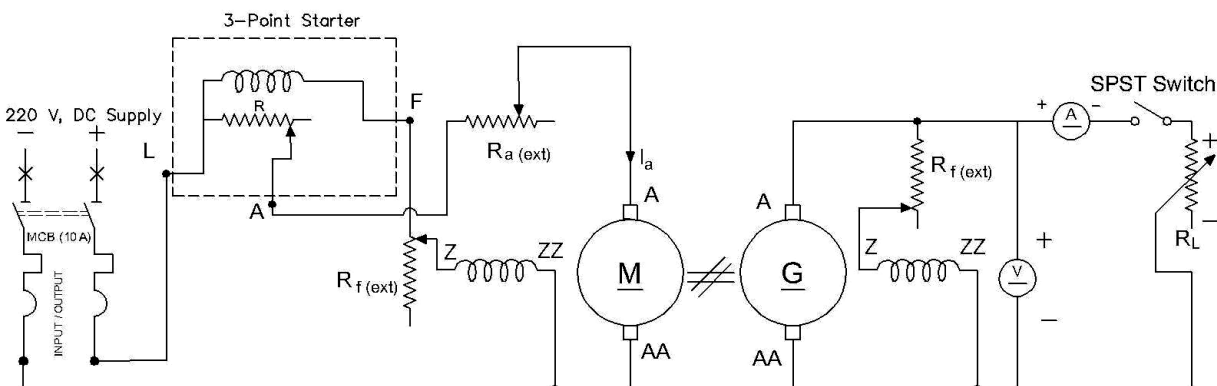 3-Point Starter
220 V, DC Supply
− +
L
R
F
A
MCB (10 A)
INPUT / OUTPUT
R f (ext)
Z ZZ
R a (ext)
I a
A
M
AA
A
G
AA
R f (ext)
Z ZZ
+ A -
SPST Switch
+
V
−
+
R L
−